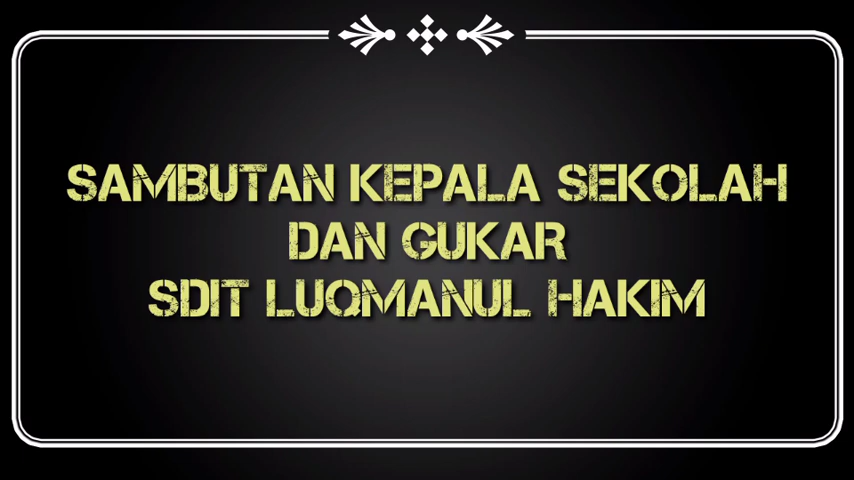 SAMBUTAN KEPALA SEKOLAH
DAN GUKAR
SDIT LUQMANUL HAKIM